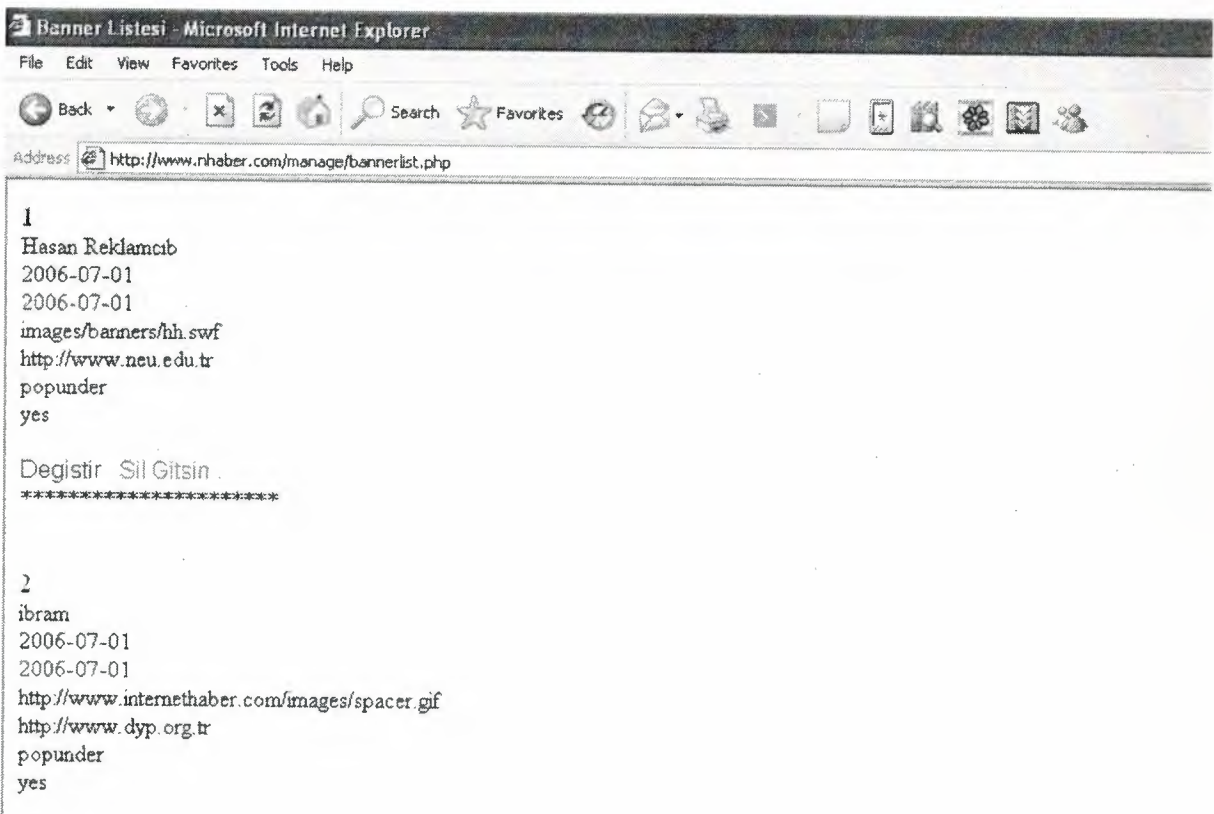 Banner Listesi - Microsoft Internet Explorer
File Edit View Favorites Tools Help
Back Search Favorites
Address http://www.nhaber.com/manage/bannerlist.php
1
Hasan Reklamcıb
2006-07-01
2006-07-01
images/banners/hh.swf
http://www.neu.edu.tr
popunder
yes
Degistir Sil Gitsin
**********************
2
ibram
2006-07-01
2006-07-01
http://www.internethaber.com/images/spacer.gif
http://www.dyp.org.tr
popunder
yes